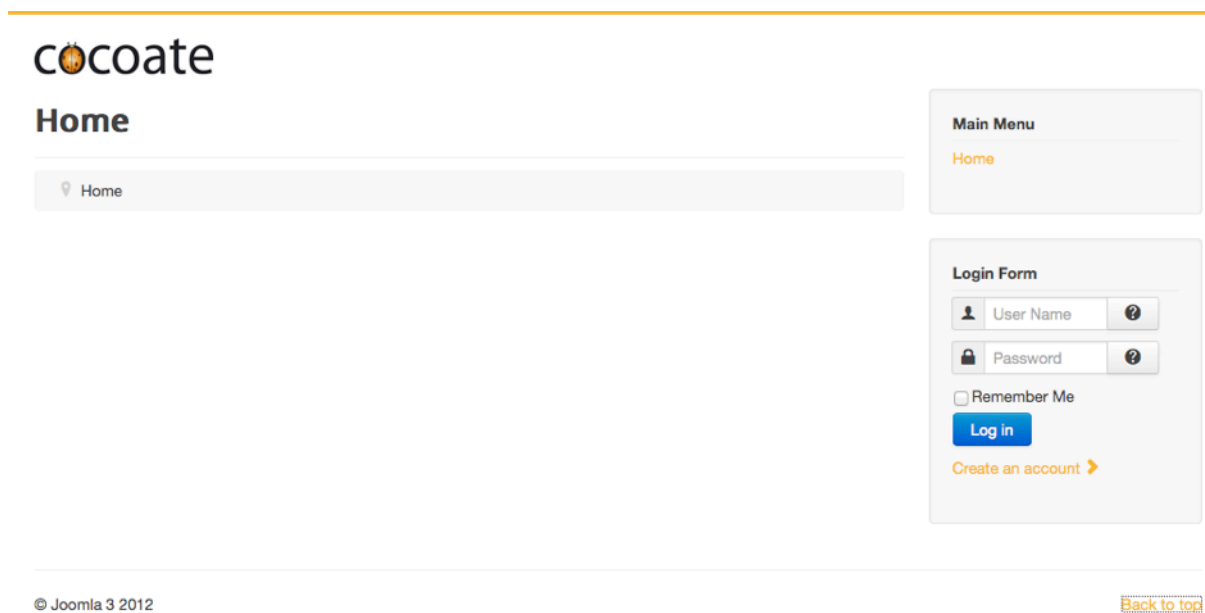 cocoate
Home
Home
Main Menu
Home
Login Form
User Name
Password
Remember Me
Log in
Create an account
© Joomla 3 2012
Back to top